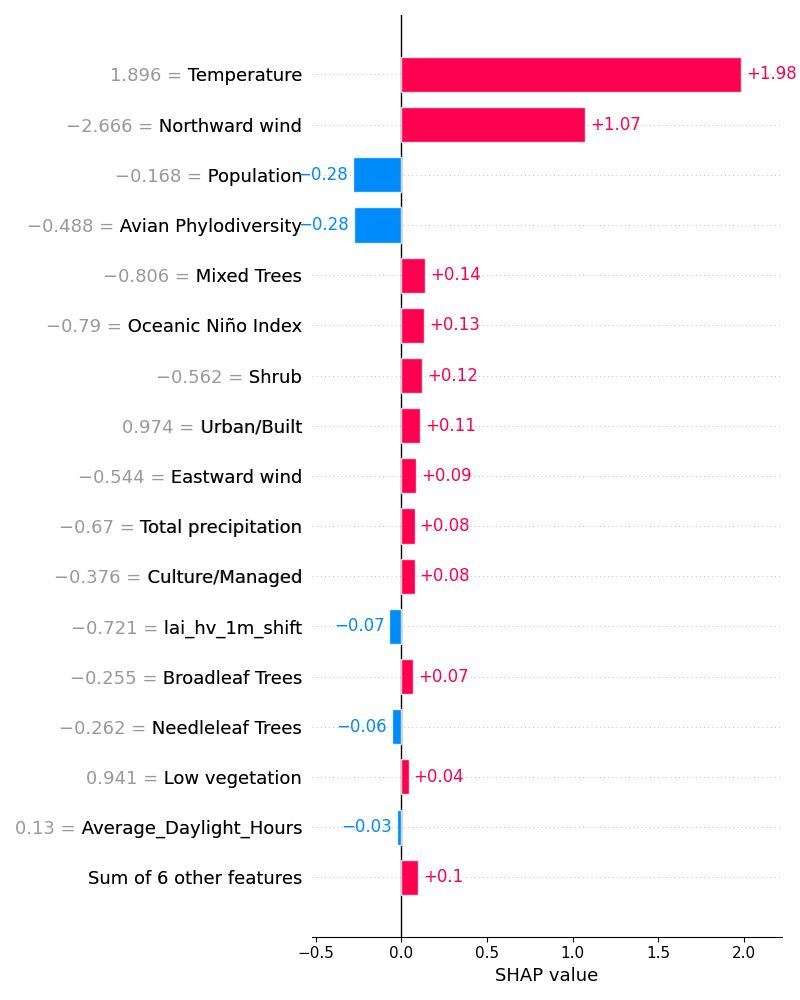 1.896 = Temperature +1.98
−2.666 = Northward wind +1.07
−0.168 = Population −0.28
−0.488 = Avian Phylodiversity −0.28
−0.806 = Mixed Trees +0.14
−0.79 = Oceanic Niño Index +0.13
−0.562 = Shrub +0.12
0.974 = Urban/Built +0.11
−0.544 = Eastward wind +0.09
−0.67 = Total precipitation +0.08
−0.376 = Culture/Managed +0.08
−0.721 = lai_hv_1m_shift −0.07
−0.255 = Broadleaf Trees +0.07
−0.262 = Needleleaf Trees −0.06
0.941 = Low vegetation +0.04
0.13 = Average_Daylight_Hours −0.03
Sum of 6 other features +0.1
−0.5 0.0 0.5 1.0 1.5 2.0
SHAP value